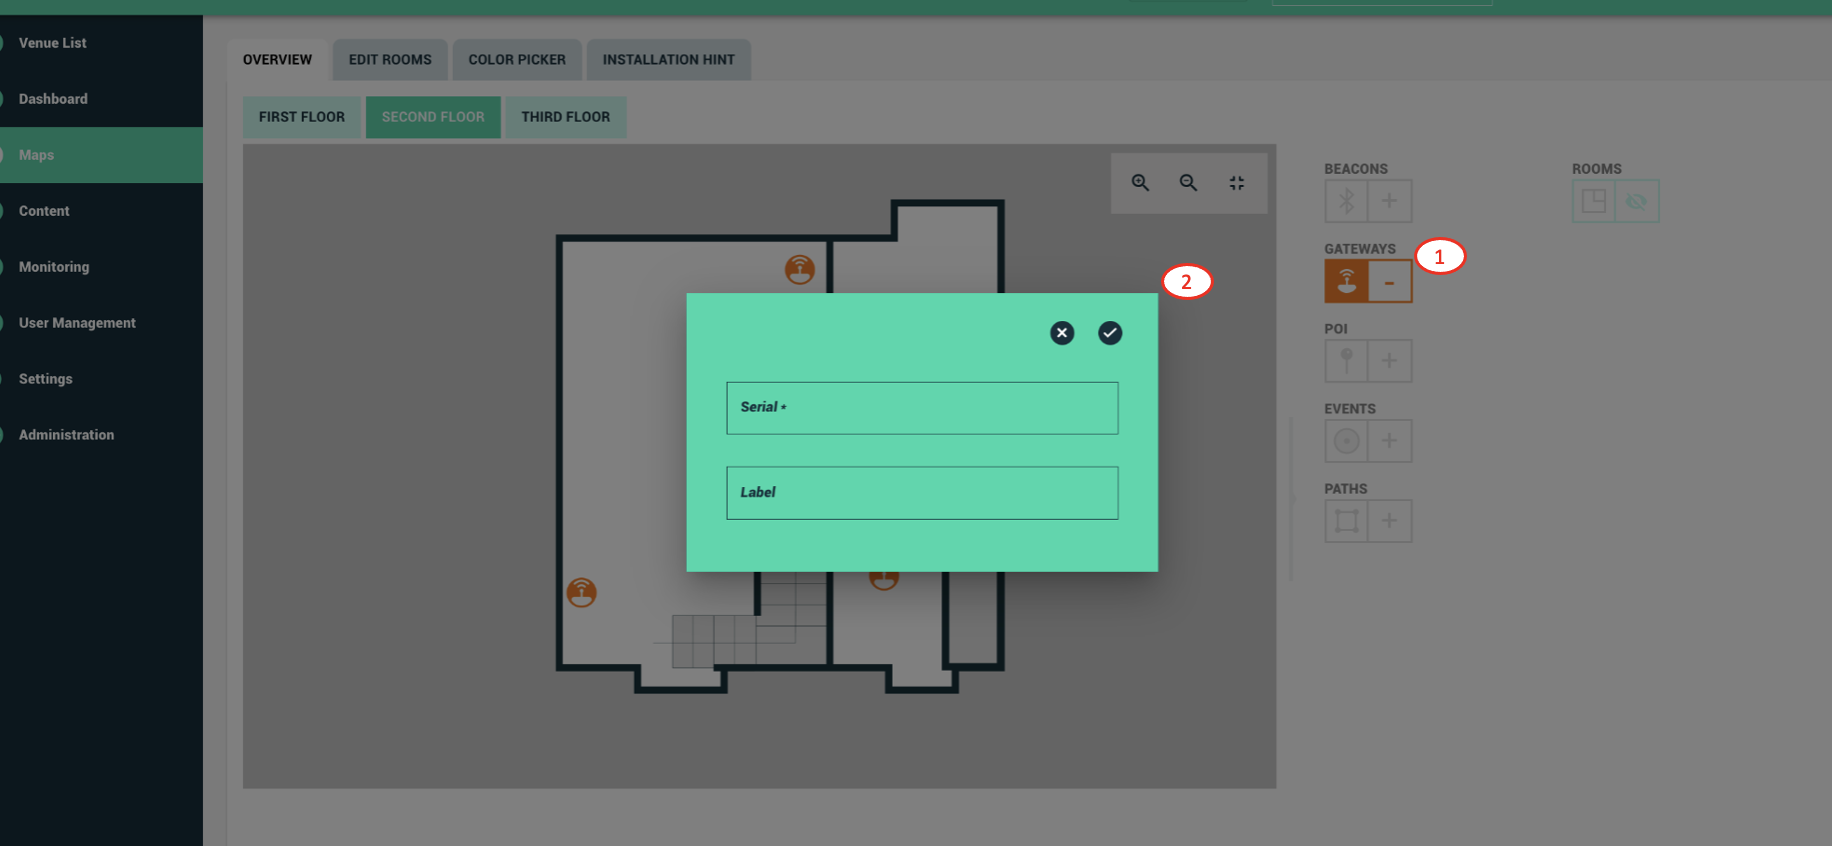 Venue List
Dashboard
Maps
Content
Monitoring
User Management
Settings
Administration
OVERVIEW
EDIT ROOMS
COLOR PICKER
INSTALLATION HINT
FIRST FLOOR
SECOND FLOOR
THIRD FLOOR
BEACONS
ROOMS
GATEWAYS
1
2
POI
EVENTS
PATHS
Serial *
Label